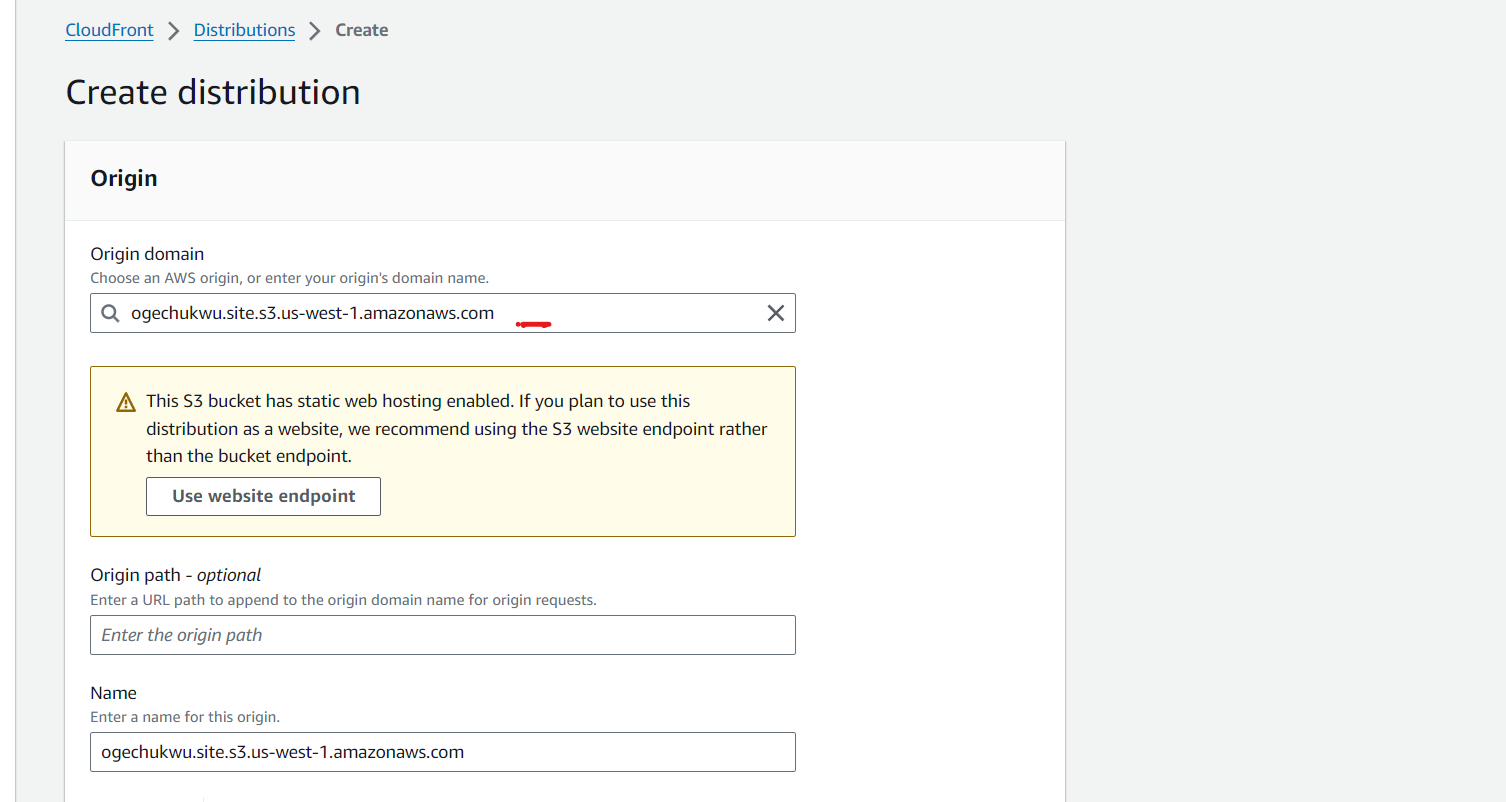 CloudFront > Distributions > Create
Create distribution
Origin
Origin domain
Choose an AWS origin, or enter your origin's domain name.
ogechukwu.site.s3.us-west-1.amazonaws.com
This S3 bucket has static web hosting enabled. If you plan to use this
distribution as a website, we recommend using the S3 website endpoint rather
than the bucket endpoint.
Use website endpoint
Origin path - optional
Enter a URL path to append to the origin domain name for origin requests.
Enter the origin path
Name
Enter a name for this origin.
ogechukwu.site.s3.us-west-1.amazonaws.com